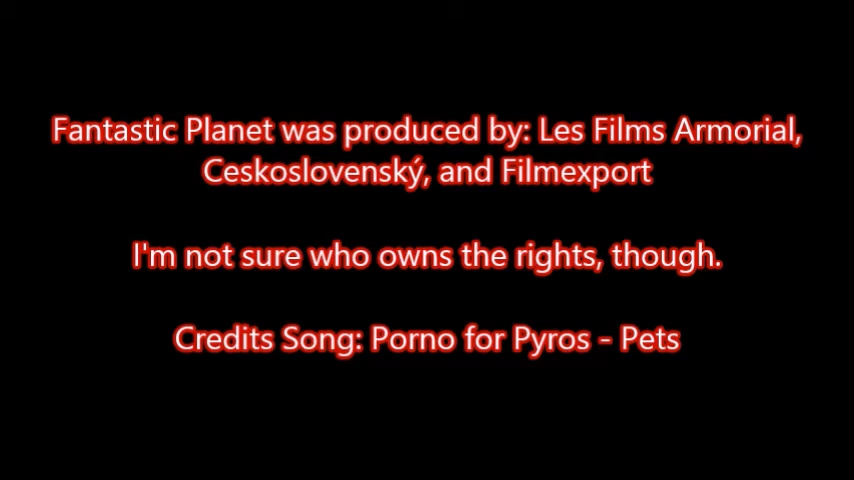 Fantastic Planet was produced by: Les Films Armorial,
Ceskoslovenský, and Filmexport
I'm not sure who owns the rights, though.
Credits Song: Porno for Pyros - Pets